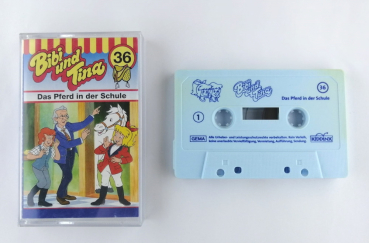 Bibi und Tina
36
Das Pferd in der Schule
Bibi und Tina
36
Das Pferd in der Schule
1
GEMA
KIOSK